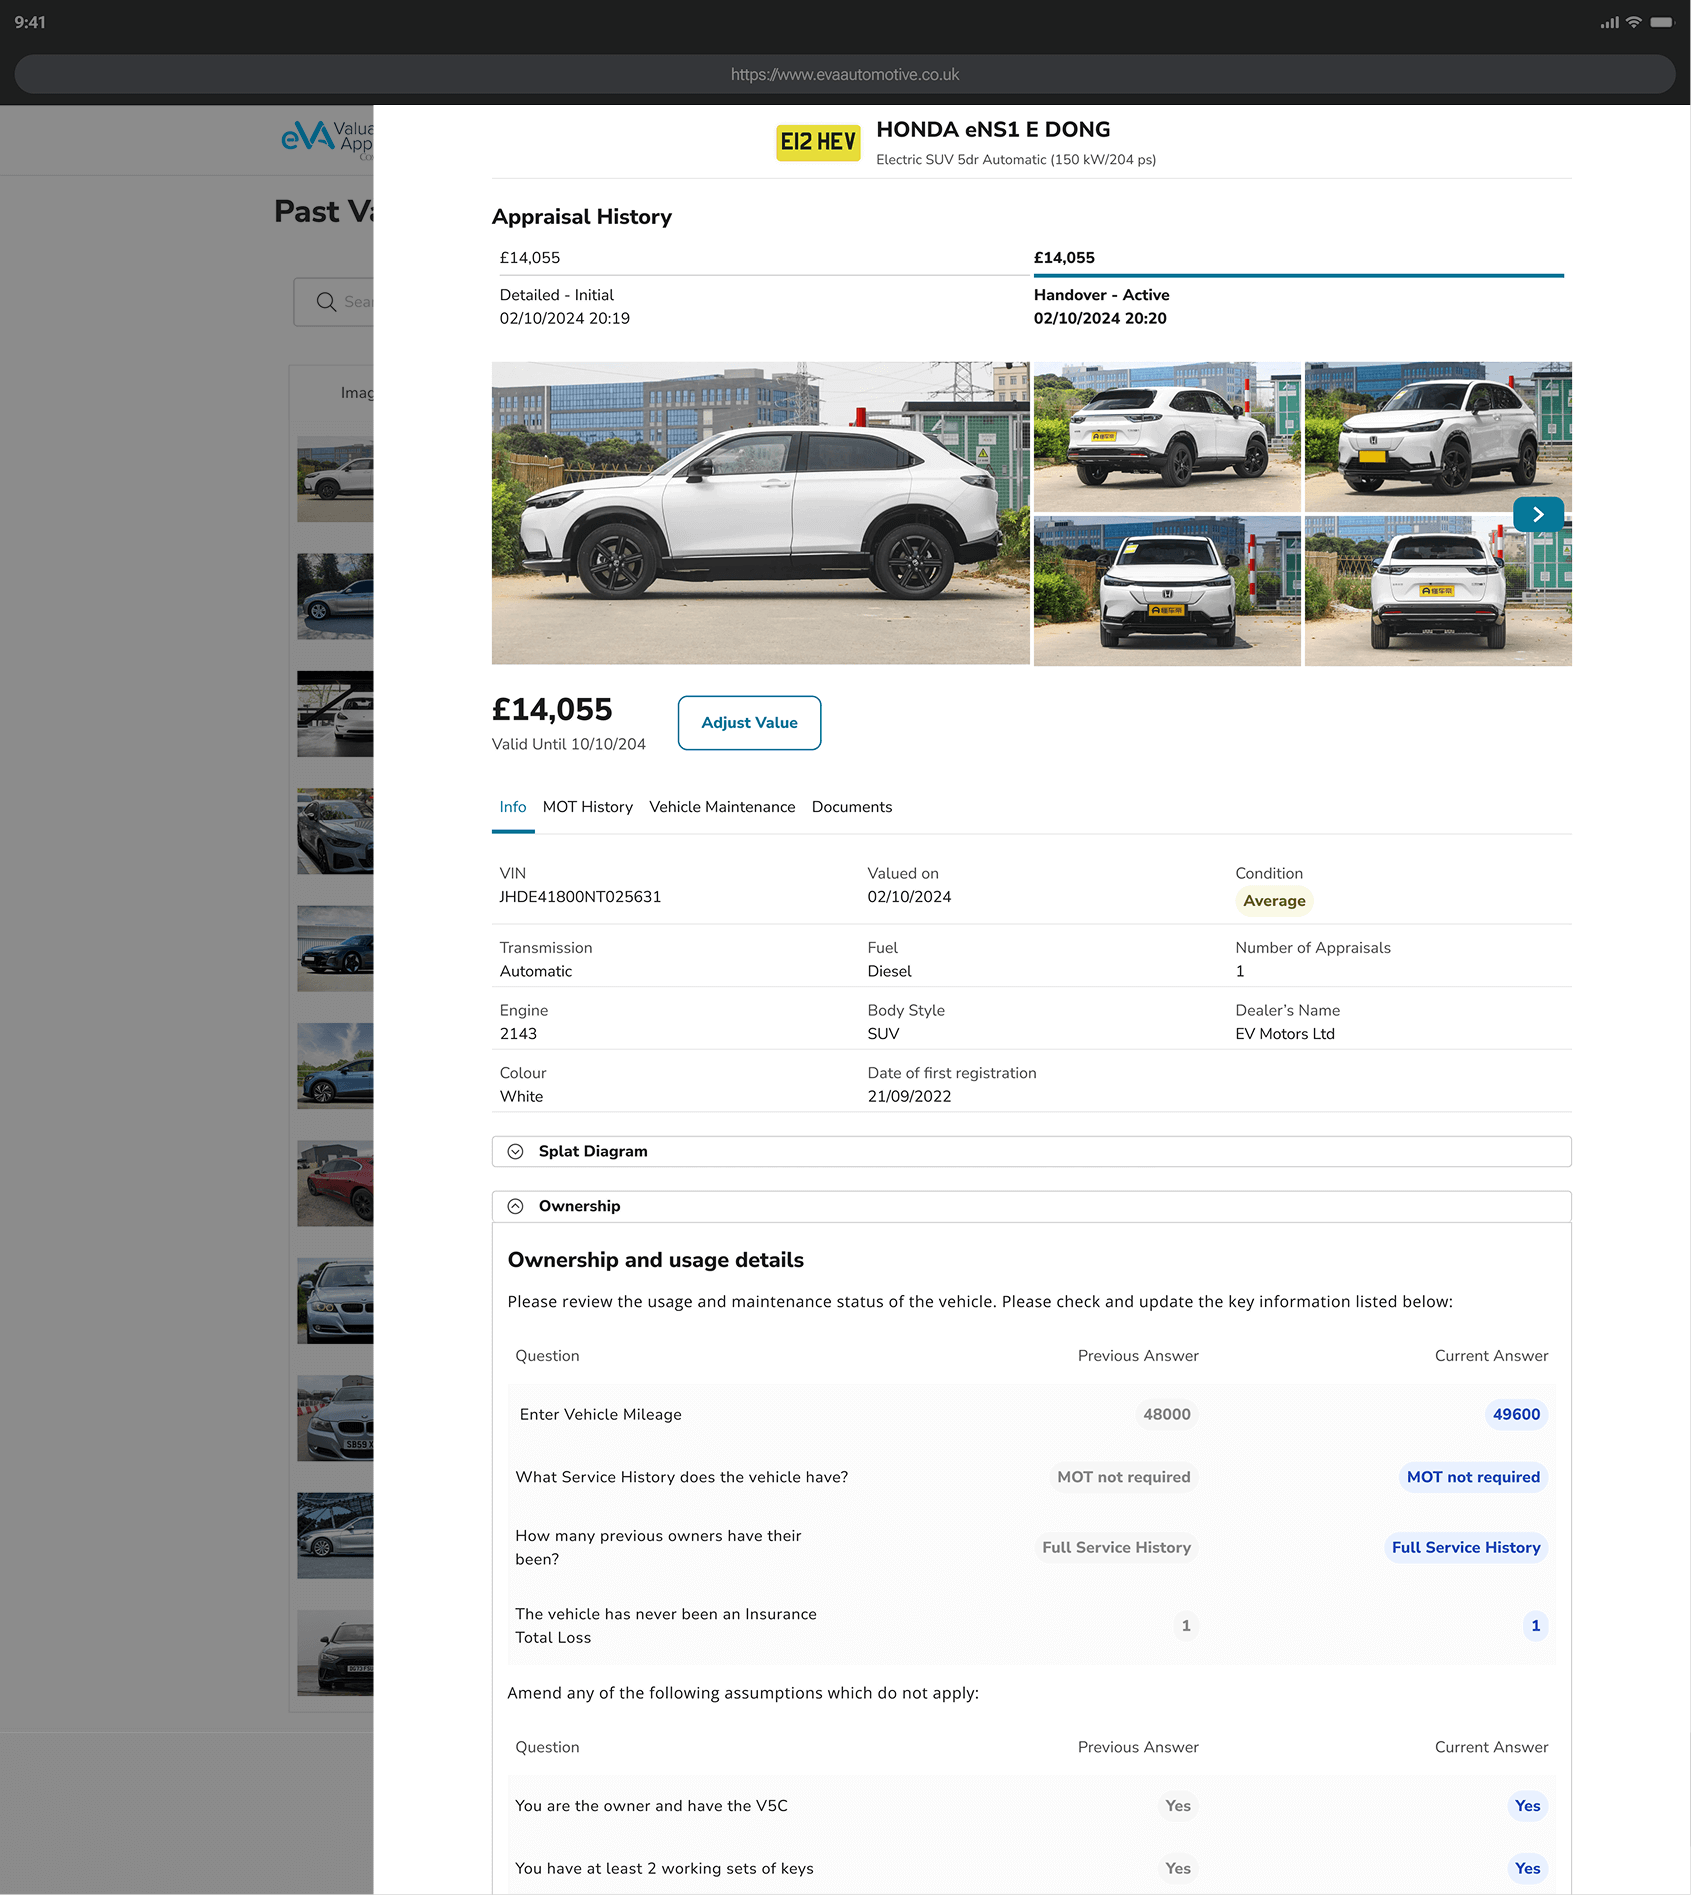 9:41
https://www.evaautomotive.co.uk
eVA Valua
App
Co
E12 HEV
HONDA eNS1 E DONG
Electric SUV 5dr Automatic (150 kW/204 ps)
Past Va
Sea
Imag
Appraisal History
£14,055
£14,055
Detailed - Initial
Handover - Active
02/10/2024 20:19
02/10/2024 20:20
£14,055
Adjust Value
Valid Until 10/10/204
Info MOT History Vehicle Maintenance Documents
VIN Valued on Condition
JHDE41800NT025631 02/10/2024 Average
Transmission Fuel Number of Appraisals
Automatic Diesel 1
Engine Body Style Dealer’s Name
2143 SUV EV Motors Ltd
Colour Date of first registration
White 21/09/2022
Splat Diagram
Ownership
Ownership and usage details
Please review the usage and maintenance status of the vehicle. Please check and update the key information listed below:
Question Previous Answer Current Answer
Enter Vehicle Mileage 48000 49600
What Service History does the vehicle have? MOT not required MOT not required
How many previous owners have their
been? Full Service History Full Service History
The vehicle has never been an Insurance
Total Loss 1 1
Amend any of the following assumptions which do not apply:
Question Previous Answer Current Answer
You are the owner and have the V5C Yes Yes
You have at least 2 working sets of keys Yes Yes